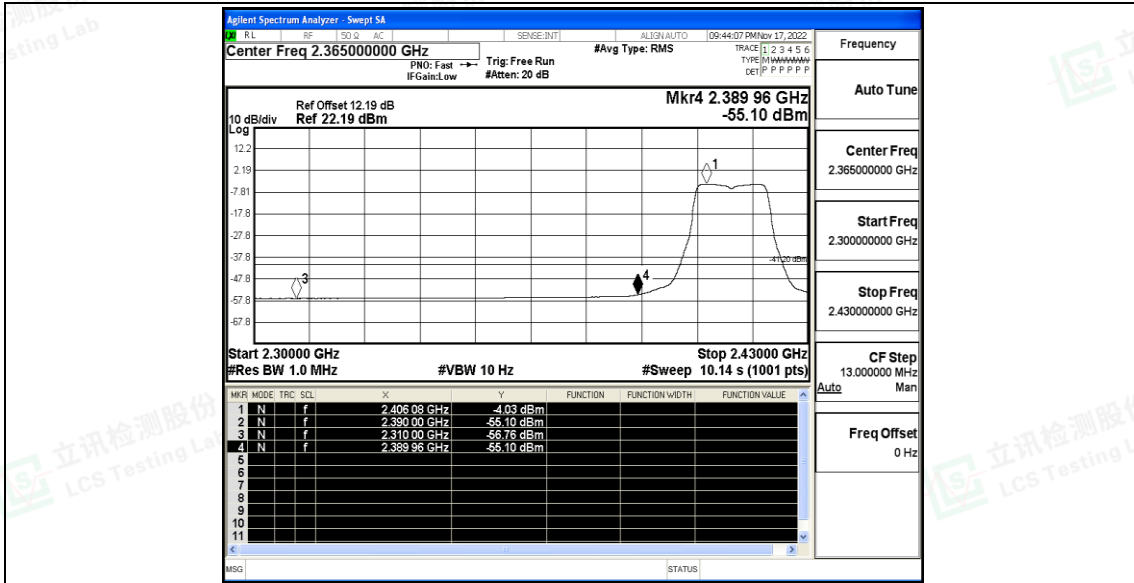 Agilent Spectrum Analyzer - Swept SA
RL RF 50 Ω AC SENSE:INT ALIGN AUTO 09:44:07 PM Nov 17, 2022
Center Freq 2.365000000 GHz
PNO: Fast
IFGain:Low
Trig: Free Run
#Atten: 20 dB
#Avg Type: RMS
TRACE 1 2 3 4 5 6
TYPE M WWWWW
DET P P P P P P
Ref Offset 12.19 dB
10 dB/div Ref 22.19 dBm
Log
Mkr4 2.389 96 GHz
-55.10 dBm
12.2
2.19
-7.81
-17.8
-27.8
-37.8
-47.8
-57.8
-67.8
1
3
4
-41.20 dBm
Start 2.30000 GHz Stop 2.43000 GHz
#Res BW 1.0 MHz #VBW 10 Hz #Sweep 10.14 s (1001 pts)
MKR MODE TRC SCL X Y FUNCTION FUNCTION WIDTH FUNCTION VALUE
1 N f 2.406 08 GHz -4.03 dBm
2 N f 2.390 00 GHz -55.10 dBm
3 N f 2.310 00 GHz -56.76 dBm
4 N f 2.389 96 GHz -55.10 dBm
5
6
7
8
9
10
11
MSG STATUS
Frequency
Auto Tune
Center Freq
2.365000000 GHz
Start Freq
2.300000000 GHz
Stop Freq
2.430000000 GHz
CF Step
13.000000 MHz
Auto Man
Freq Offset
0 Hz
立讯检测股份
LCS Testing Lab
立讯检测股份
LCS Testing L